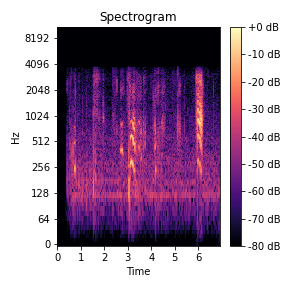 Spectrogram
+0 dB
8192
-10 dB
4096
-20 dB
2048
-30 dB
1024
Hz
512
-40 dB
256
-50 dB
128
-60 dB
64
-70 dB
0
-80 dB
0 1 2 3 4 5 6
Time